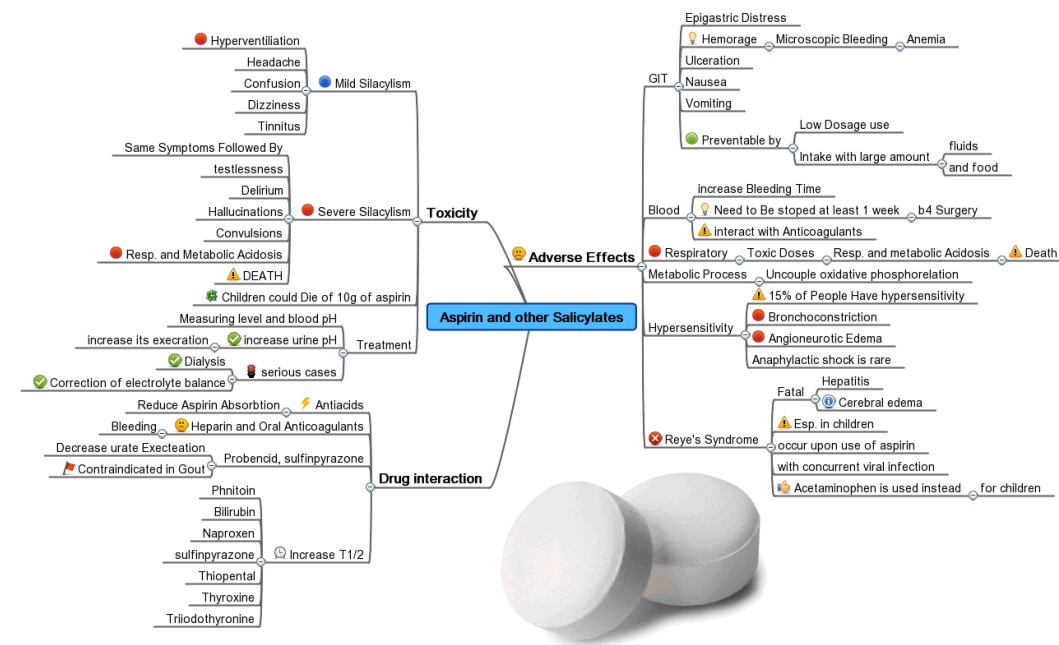 Aspirin and other Salicylates
Toxicity
Mild Silacylism
Hyperventiliation
Headache
Confusion
Dizziness
Tinnitus
Severe Silacylism
Same Symptoms Followed By
testlessness
Delirium
Hallucinations
Convulsions
Resp. and Metabolic Acidosis
DEATH
Children could Die of 10g of aspirin
Treatment
Measuring level and blood pH
increase urine pH
increase its execration
serious cases
Dialysis
Correction of electrolyte balance
Drug interaction
Antiacids
Reduce Aspirin Absorbtion
Heparin and Oral Anticoagulants
Bleeding
Probencid, sulfinpyrazone
Decrease urate Execteation
Contraindicated in Gout
Increase T1/2
Phnitoin
Bilirubin
Naproxen
sulfinpyrazone
Thiopental
Thyroxine
Triiodothyronine
Adverse Effects
GIT
Epigastric Distress
Hemorage
Microscopic Bleeding
Anemia
Ulceration
Nausea
Vomiting
Preventable by
Low Dosage use
Intake with large amount
fluids
and food
Blood
increase Bleeding Time
Need to Be stoped at least 1 week
b4 Surgery
interact with Anticoagulants
Respiratory
Toxic Doses
Resp. and metabolic Acidosis
Death
Metabolic Process
Uncouple oxidative phosphorelation
Hypersensitivity
15% of People Have hypersensitivity
Bronchoconstriction
Angioneurotic Edema
Anaphylactic shock is rare
Reye's Syndrome
Fatal
Hepatitis
Cerebral edema
Esp. in children
occur upon use of aspirin
with concurrent viral infection
Acetaminophen is used instead
for children